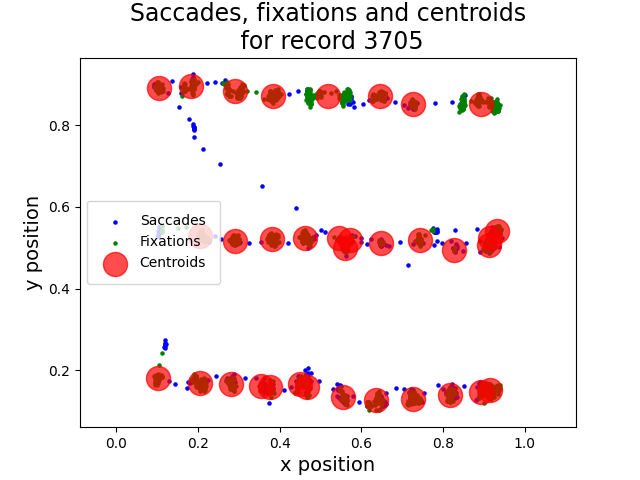 Saccades, fixations and centroids
for record 3705
y position
0.8
0.6
0.4
0.2
Saccades
Fixations
Centroids
0.0 0.2 0.4 0.6 0.8 1.0
x position